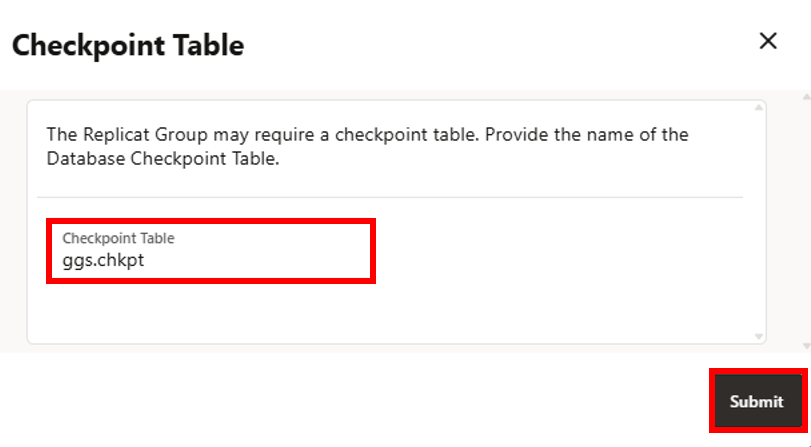 Checkpoint Table
The Replicat Group may require a checkpoint table. Provide the name of the
Database Checkpoint Table.
Checkpoint Table
ggs.chkpt
Submit